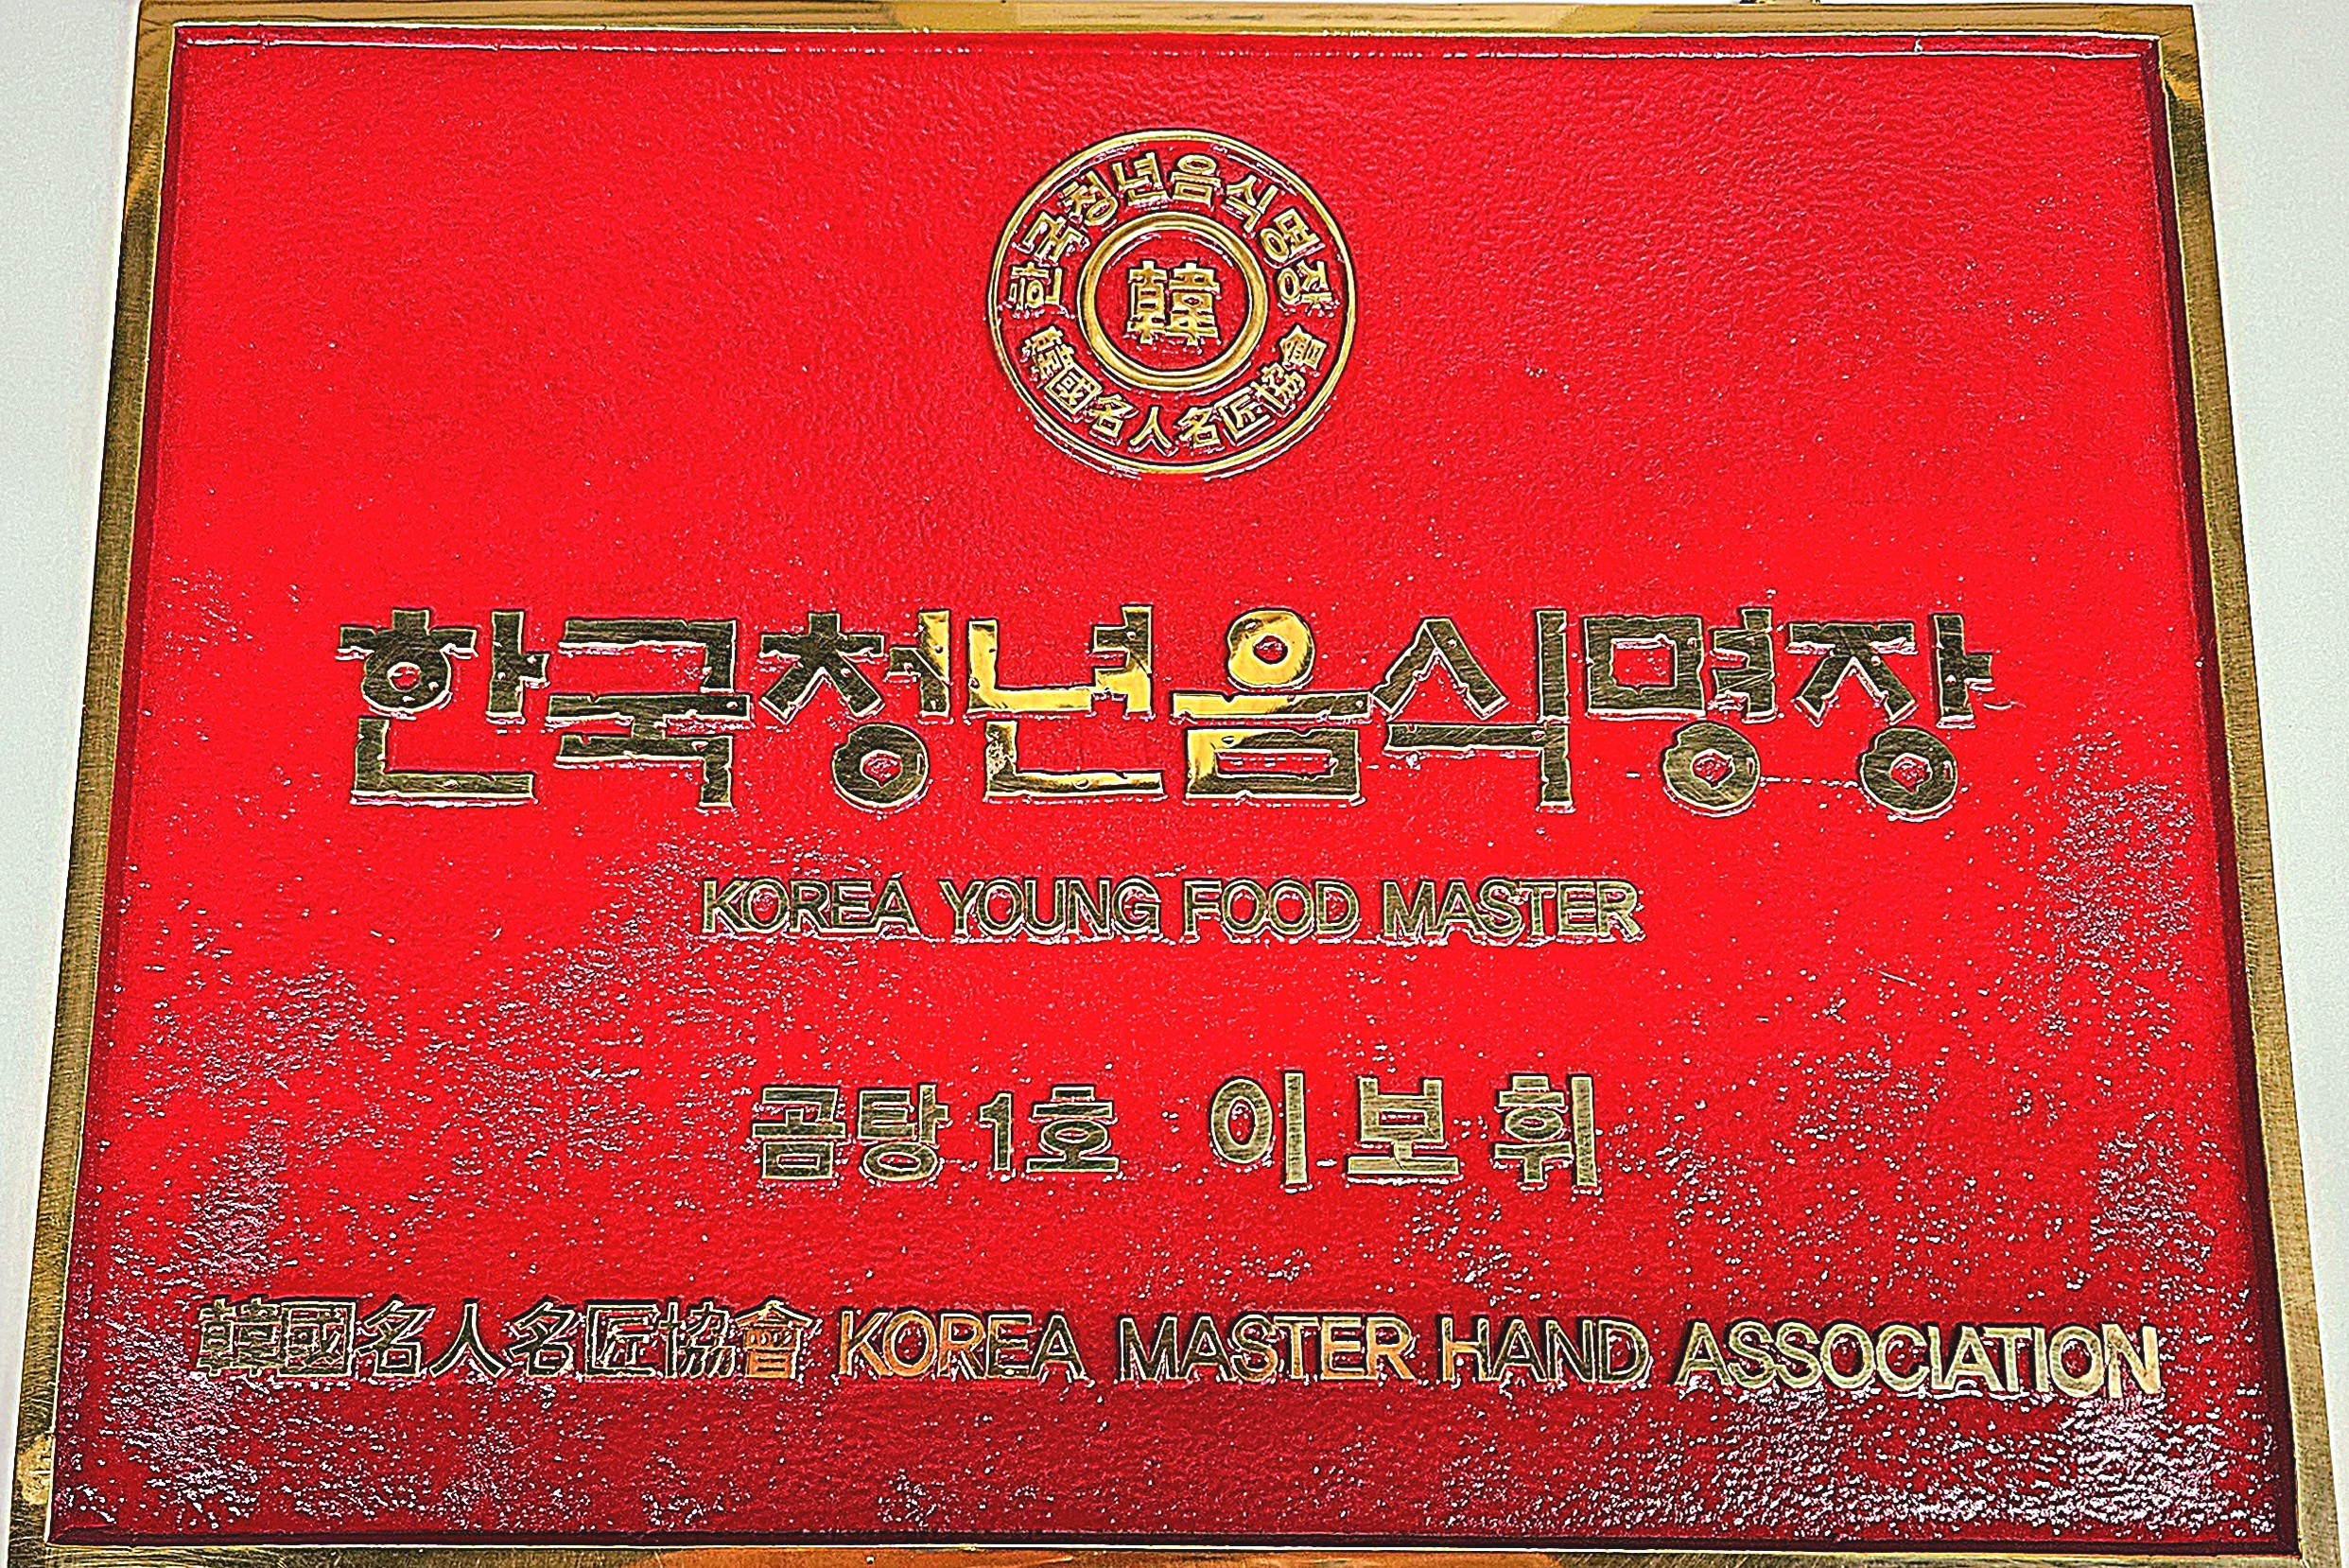 한국청년음식명장
韓
韓國名人名匠協會
한국청년음식명장
KOREA YOUNG FOOD MASTER
곰탕 1호 이보휘
韓國名人名匠協會 KOREA MASTER HAND ASSOCIATION